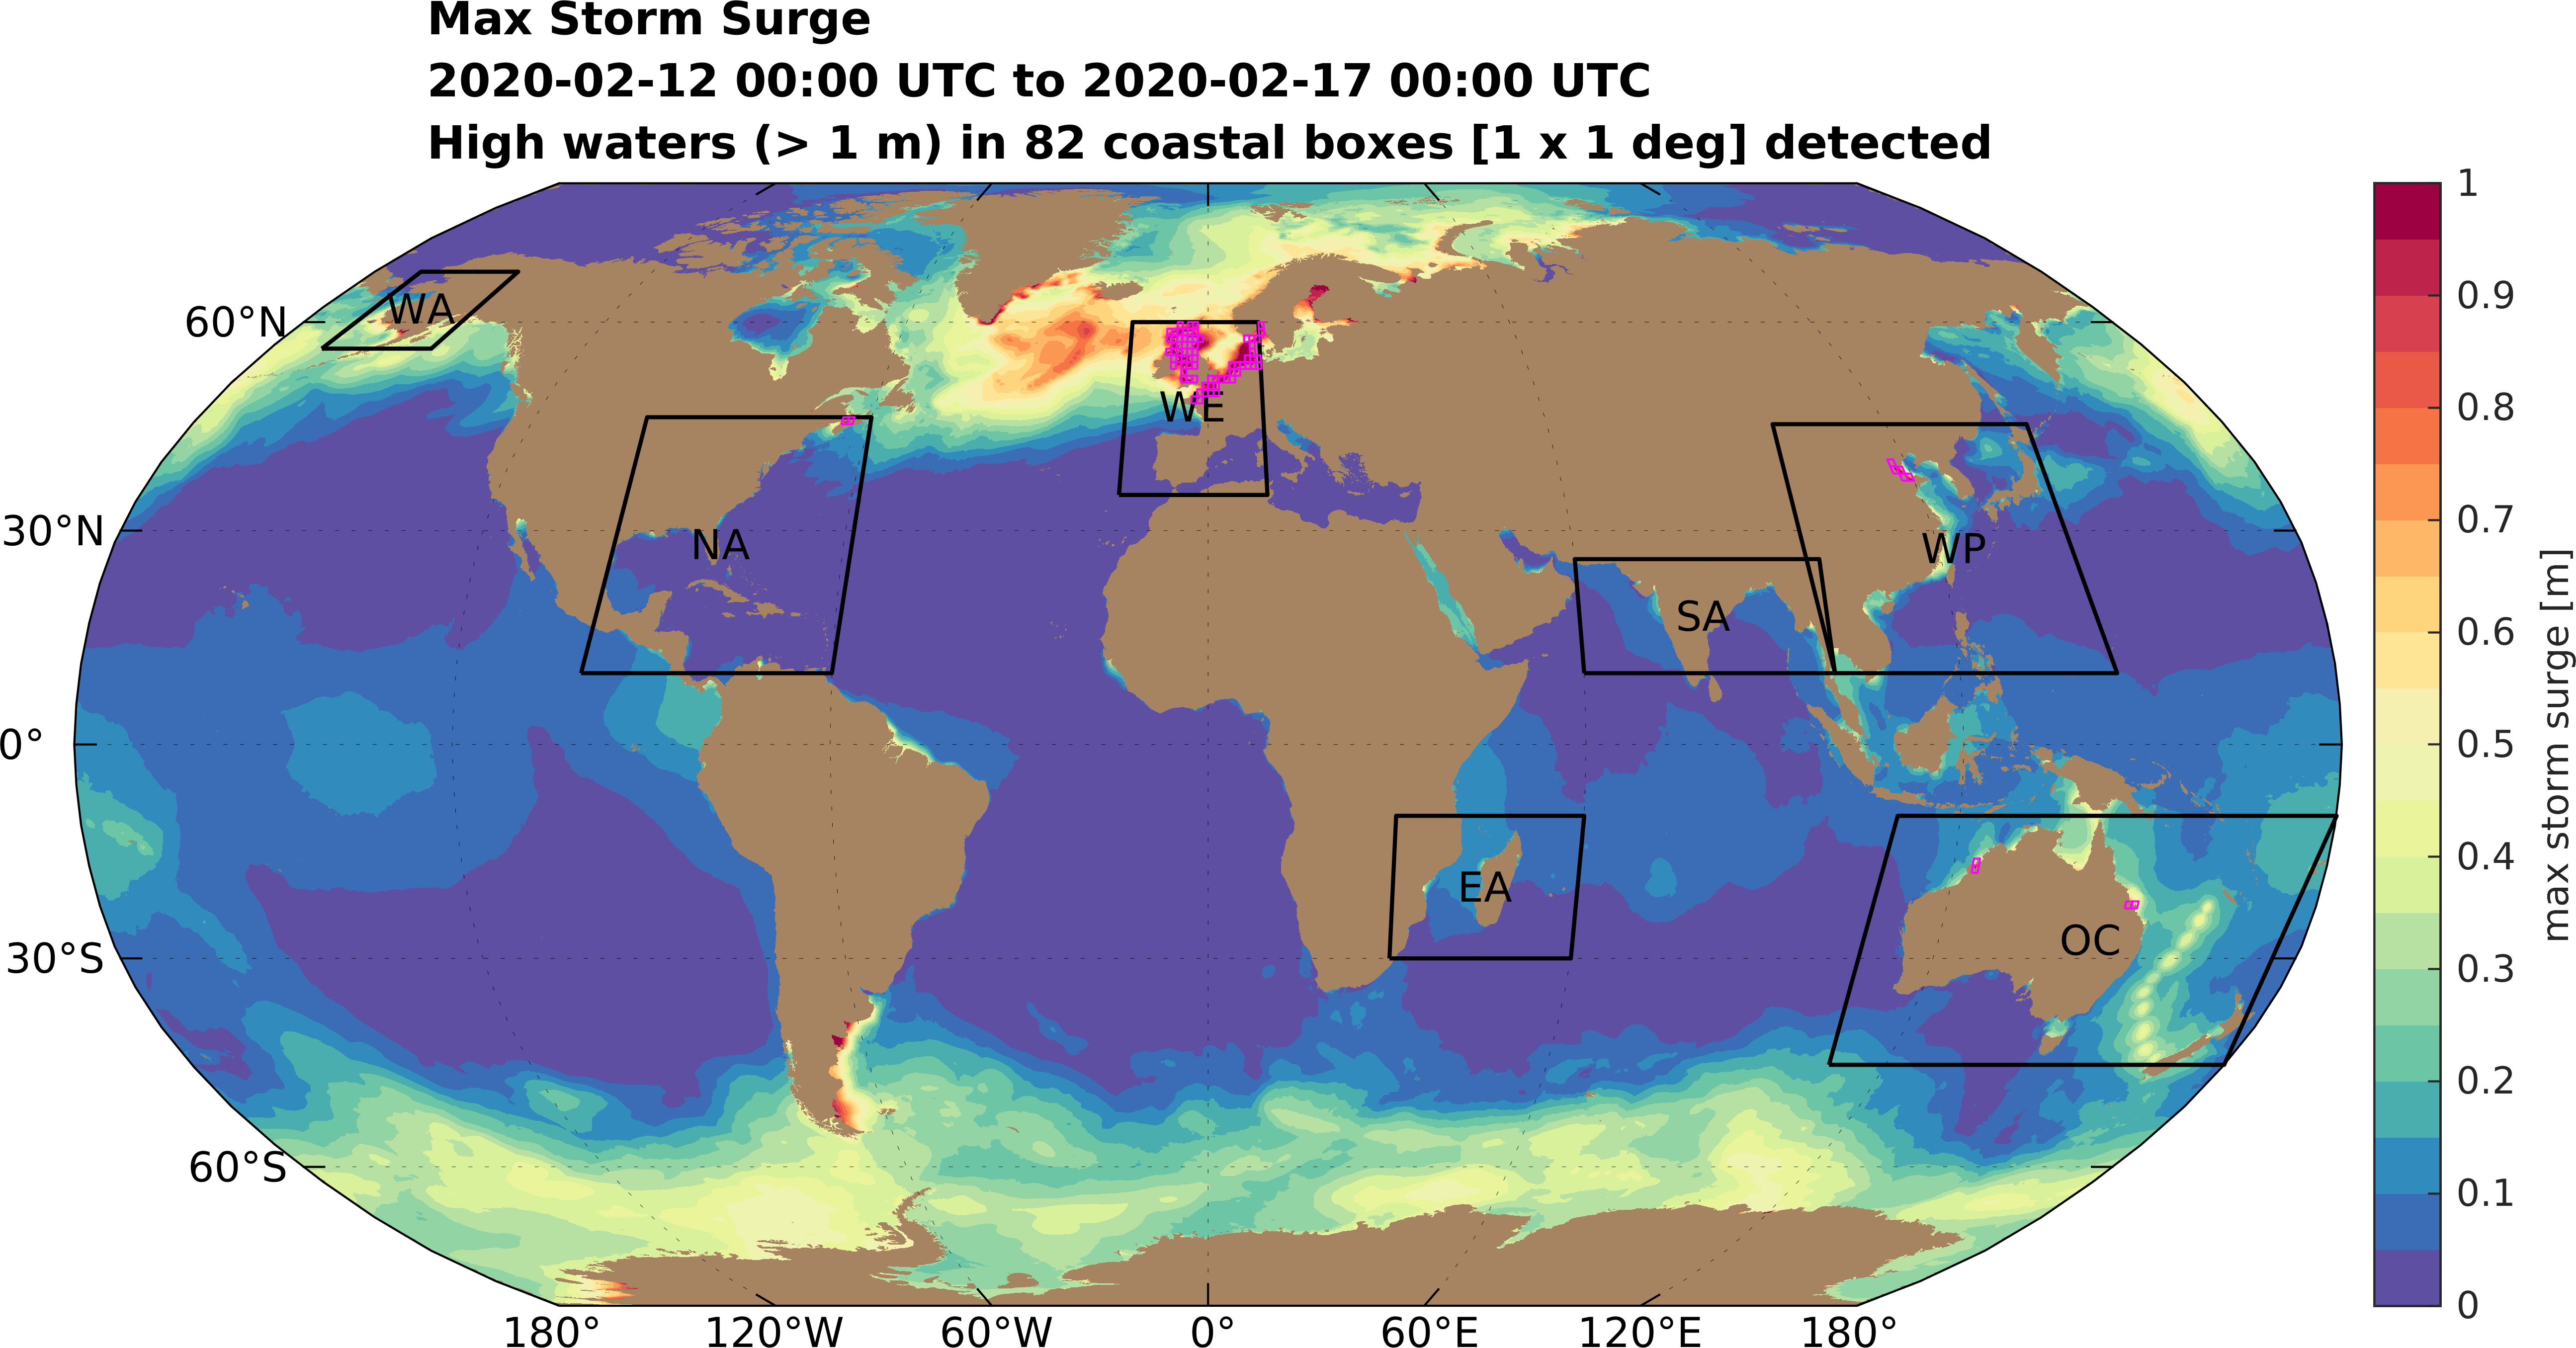 Max Storm Surge
2020-02-12 00:00 UTC to 2020-02-17 00:00 UTC
High waters (> 1 m) in 82 coastal boxes [1 x 1 deg] detected
60°N
30°N
0°
30°S
60°S
WA
NA
WE
SA
WP
EA
OC
180°
120°W
60°W
0°
60°E
120°E
180°
1
0.9
0.8
0.7
0.6
0.5
0.4
0.3
0.2
0.1
0
max storm surge [m]